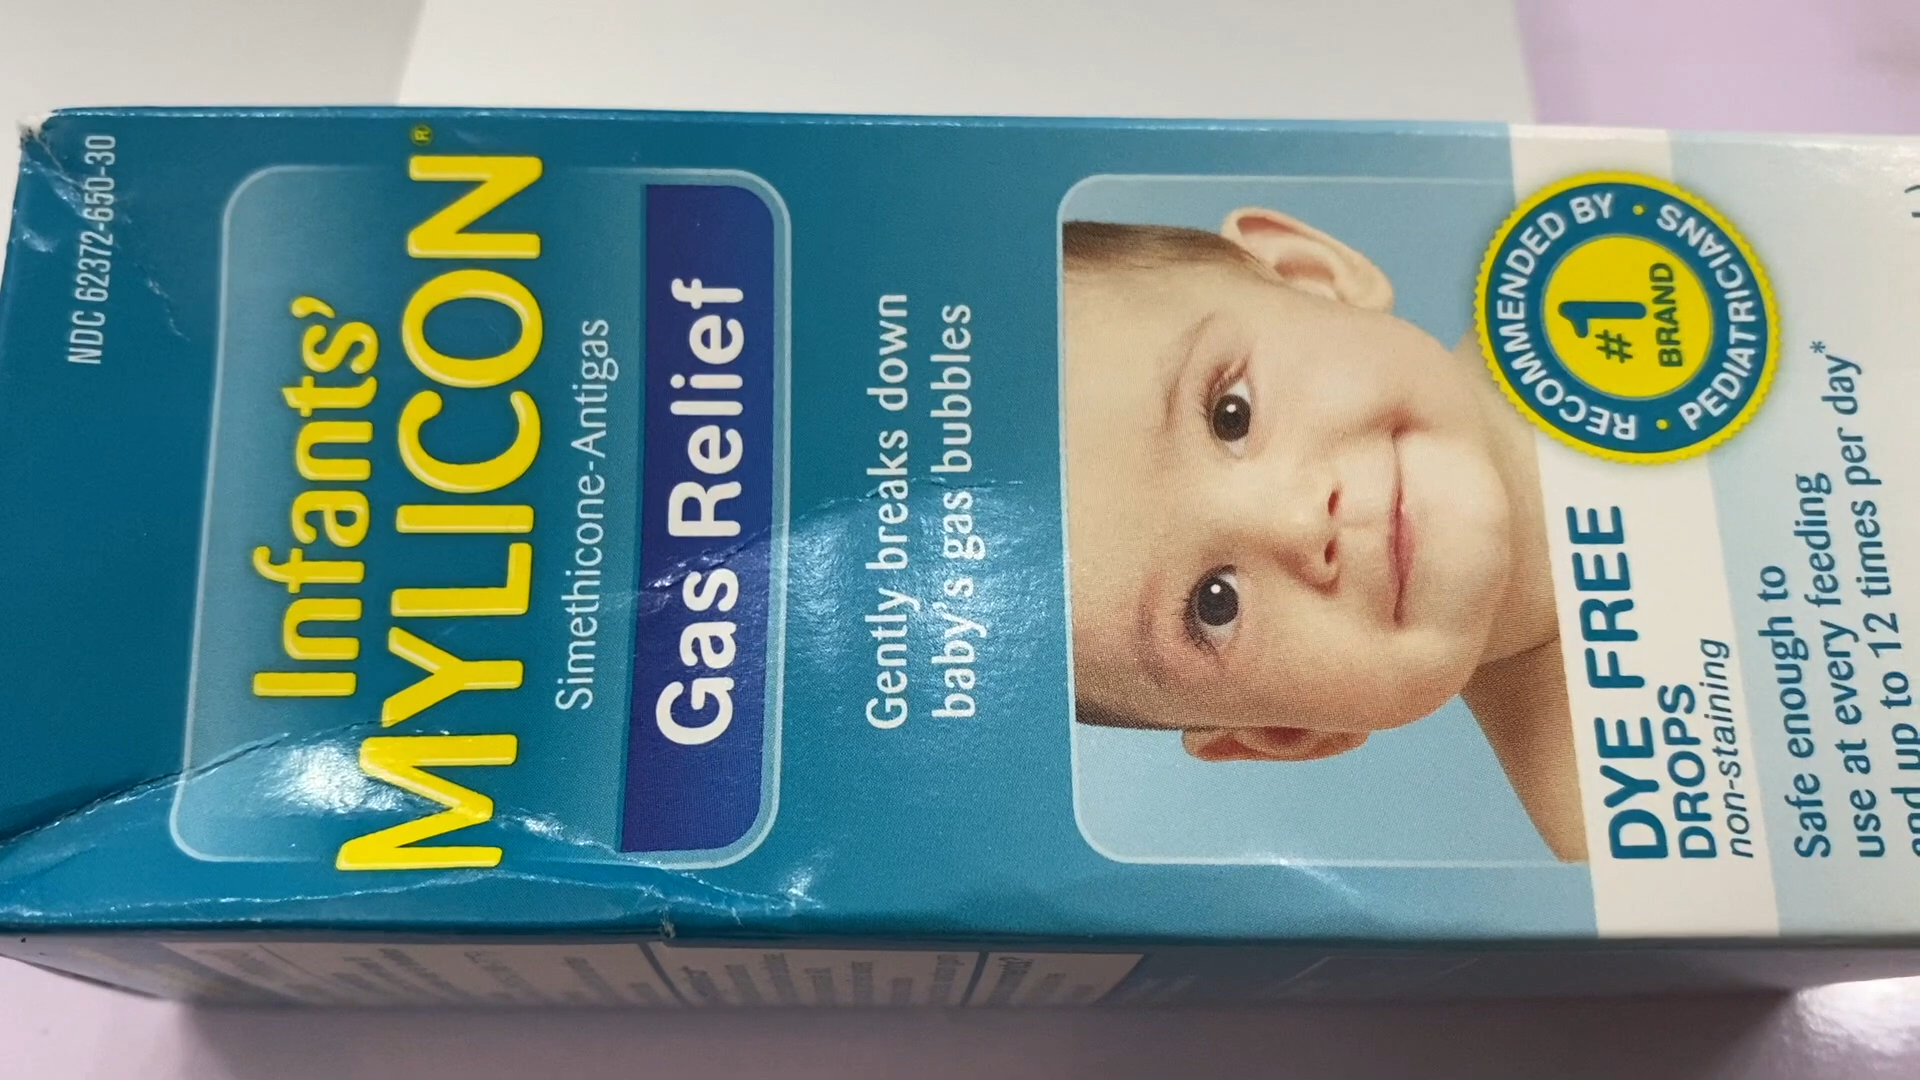 NDC 62372-650-30
Infants'
MYLICON®
Simethicone-Antigas
Gas Relief
Gently breaks down
baby's gas bubbles
RECOMMENDED BY • PEDIATRICIANS •
#1
BRAND
DYE FREE
DROPS
non-staining
Safe enough to
use at every feeding
and up to 12 times per day*